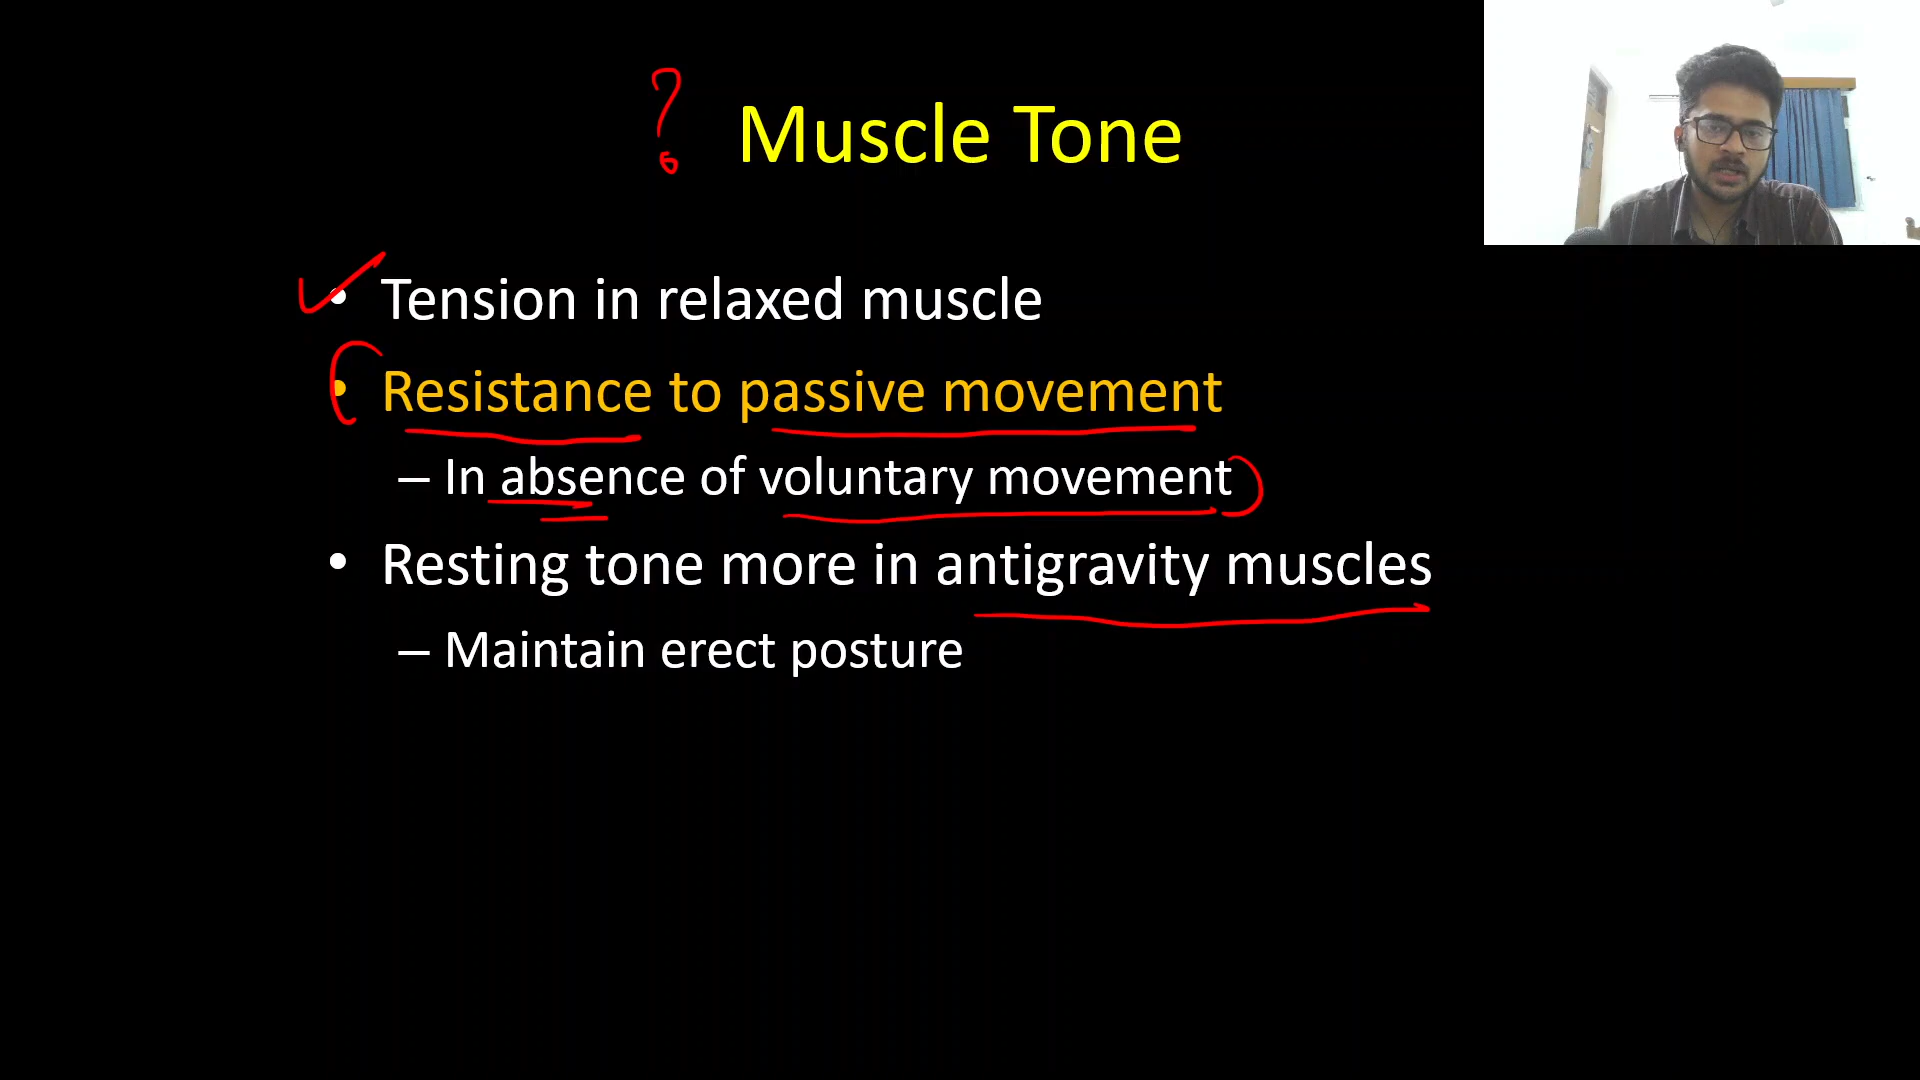 ? Muscle Tone
• Tension in relaxed muscle
• Resistance to passive movement
– In absence of voluntary movement
• Resting tone more in antigravity muscles
– Maintain erect posture